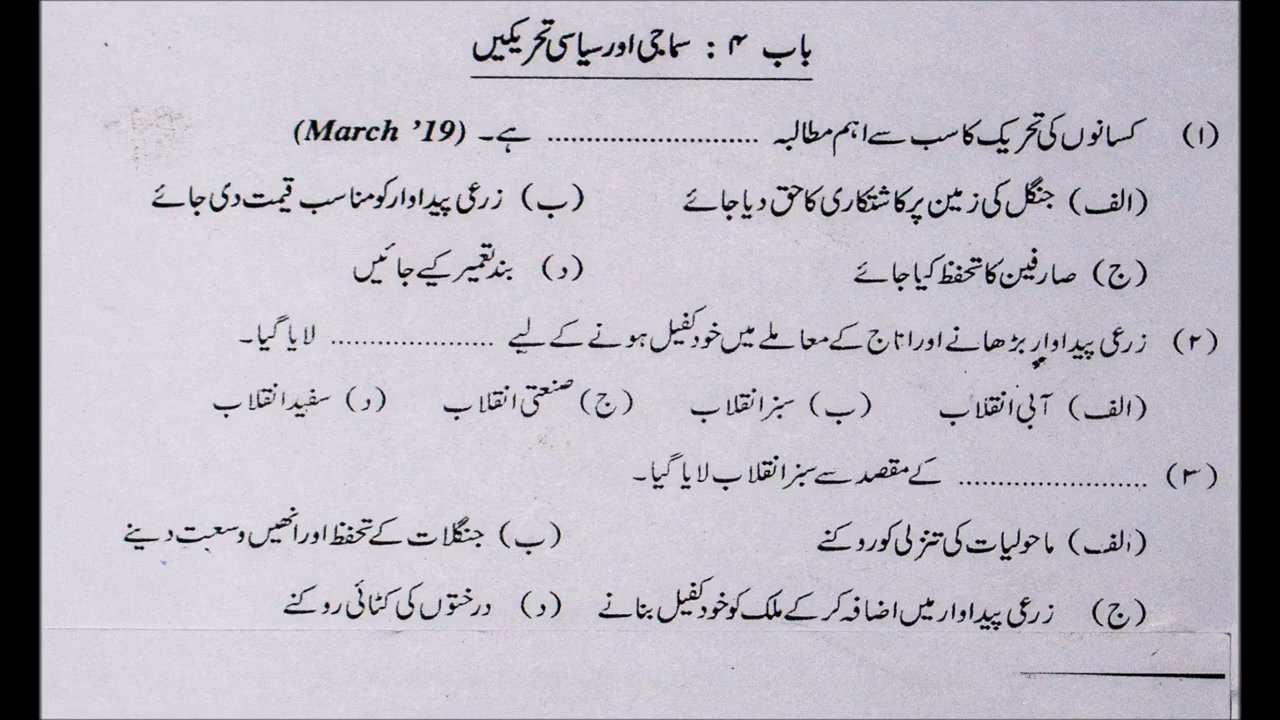 باب ۴ : سماجی اور سیاسی تحریکیں
(۱) کسانوں کی تحریک کا سب سے اہم مطالبہ .......................... ہے۔ (March ’19)
(الف) جنگل کی زمین پر کاشتکاری کا حق دیا جائے (ب) زرعی پیداوار کو مناسب قیمت دی جائے
(ج) صارفین کا تحفظ کیا جائے (د) بند تعمیر کیے جائیں
(۲) زرعی پیداوار بڑھانے اور اناج کے معاملے میں خود کفیل ہونے کے لیے ..................... لایا گیا۔
(الف) آبی انقلاب (ب) سبز انقلاب (ج) صنعتی انقلاب (د) سفید انقلاب
(۳) ........................ کے مقصد سے سبز انقلاب لایا گیا۔
(الف) ماحولیات کی تنزلی کو روکنے (ب) جنگلات کے تحفظ اور انھیں وسعت دینے
(ج) زرعی پیداوار میں اضافہ کر کے ملک کو خود کفیل بنانے (د) درختوں کی کٹائی روکنے